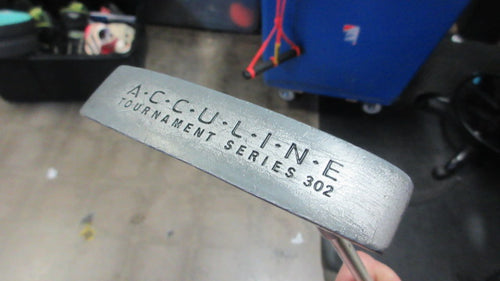 A·C·C·U·L·I·N·E
TOURNAMENT SERIES 302